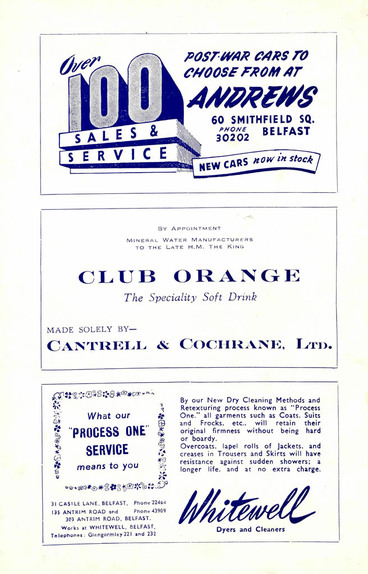 Over
100
SALES &
SERVICE
POST-WAR CARS TO
CHOOSE FROM AT
ANDREWS
60 SMITHFIELD SQ.
PHONE
30202 BELFAST
NEW CARS now in stock
BY APPOINTMENT
MINERAL WATER MANUFACTURERS
TO THE LATE H.M. THE KING
CLUB ORANGE
The Speciality Soft Drink
MADE SOLELY BY—
CANTRELL & COCHRANE, LTD.
What our
"PROCESS ONE"
SERVICE
means to you
31 CASTLE LANE, BELFAST, Phone 22464
135 ANTRIM ROAD and Phone 43909
303 ANTRIM ROAD, BELFAST.
Works at WHITEWELL, BELFAST,
Telephones: Glengormley 221 and 232
By our New Dry Cleaning Methods and
Retexturing process known as "Process
One," all garments such as Coats, Suits
and Frocks, etc., will retain their
original firmness without being hard
or boardy.
Overcoats, lapel rolls of Jackets, and
creases in Trousers and Skirts will have
resistance against sudden showers; a
longer life, and at no extra charge.
Whitewell
Dyers and Cleaners